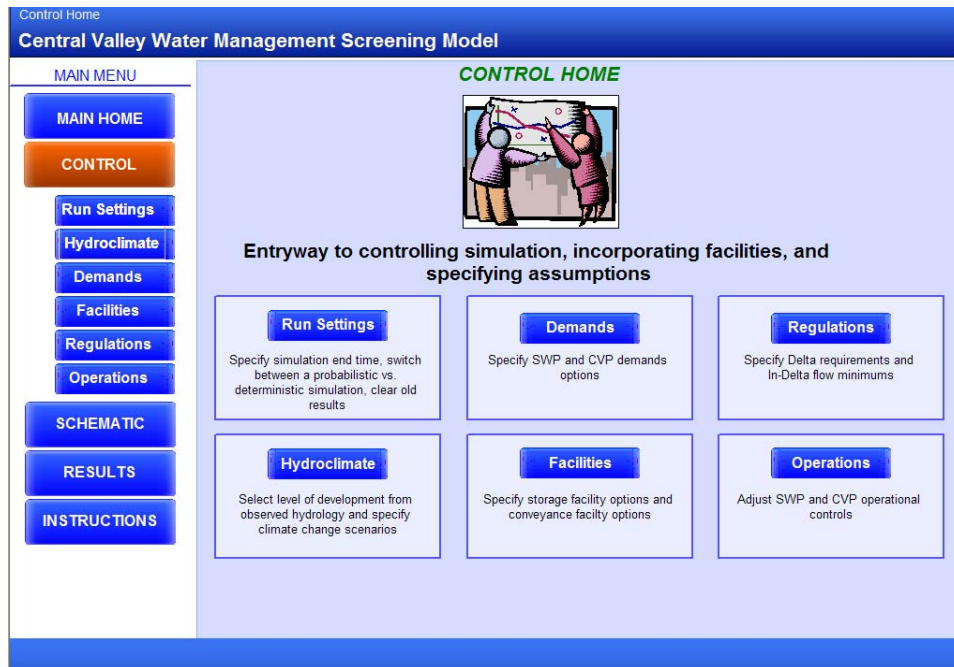 Control Home
Central Valley Water Management Screening Model
MAIN MENU
MAIN HOME
CONTROL
Run Settings
Hydroclimate
Demands
Facilities
Regulations
Operations
SCHEMATIC
RESULTS
INSTRUCTIONS
CONTROL HOME
Entryway to controlling simulation, incorporating facilities, and
specifying assumptions
Run Settings
Specify simulation end time, switch
between a probabilistic vs.
deterministic simulation, clear old
results
Demands
Specify SWP and CVP demands
options
Regulations
Specify Delta requirements and
In-Delta flow minimums
Hydroclimate
Select level of development from
observed hydrology and specify
climate change scenarios
Facilities
Specify storage facility options and
conveyance facilty options
Operations
Adjust SWP and CVP operational
controls